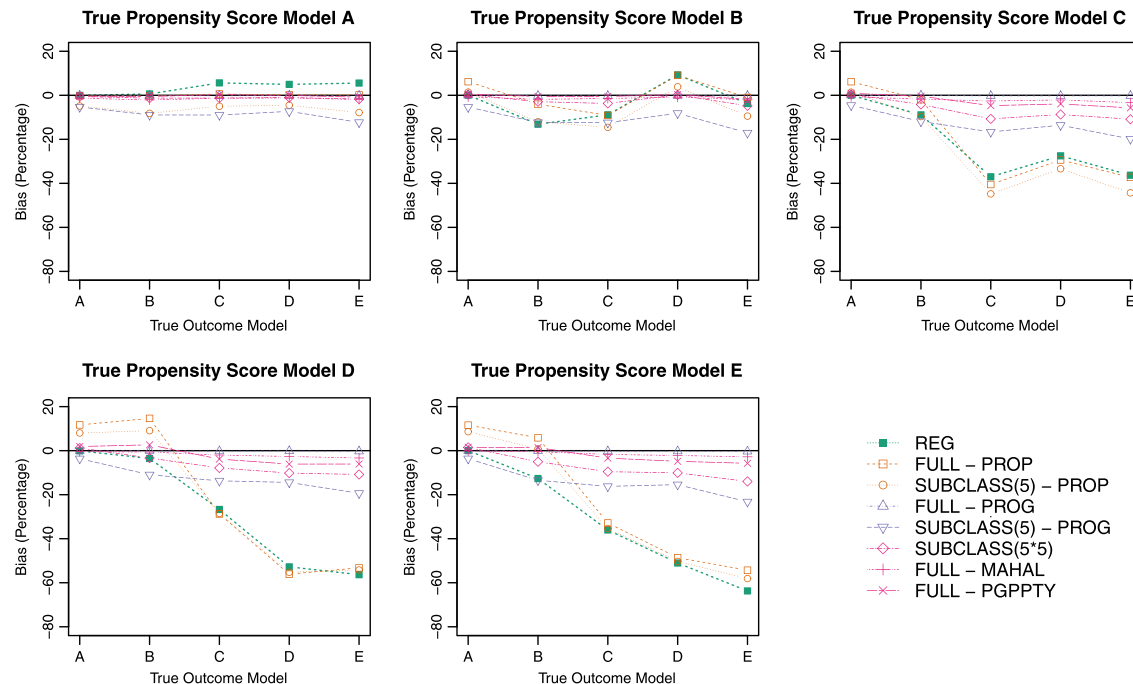 True Propensity Score Model A
20
0
−20
−40
−60
−80
Bias (Percentage)
A B C D E
True Outcome Model
True Propensity Score Model B
20
0
−20
−40
−60
−80
Bias (Percentage)
A B C D E
True Outcome Model
True Propensity Score Model C
20
0
−20
−40
−60
−80
Bias (Percentage)
A B C D E
True Outcome Model
True Propensity Score Model D
20
0
−20
−40
−60
−80
Bias (Percentage)
A B C D E
True Outcome Model
True Propensity Score Model E
20
0
−20
−40
−60
−80
Bias (Percentage)
A B C D E
True Outcome Model
REG
FULL − PROP
SUBCLASS(5) − PROP
FULL − PROG
SUBCLASS(5) − PROG
SUBCLASS(5*5)
FULL − MAHAL
FULL − PGPPTY